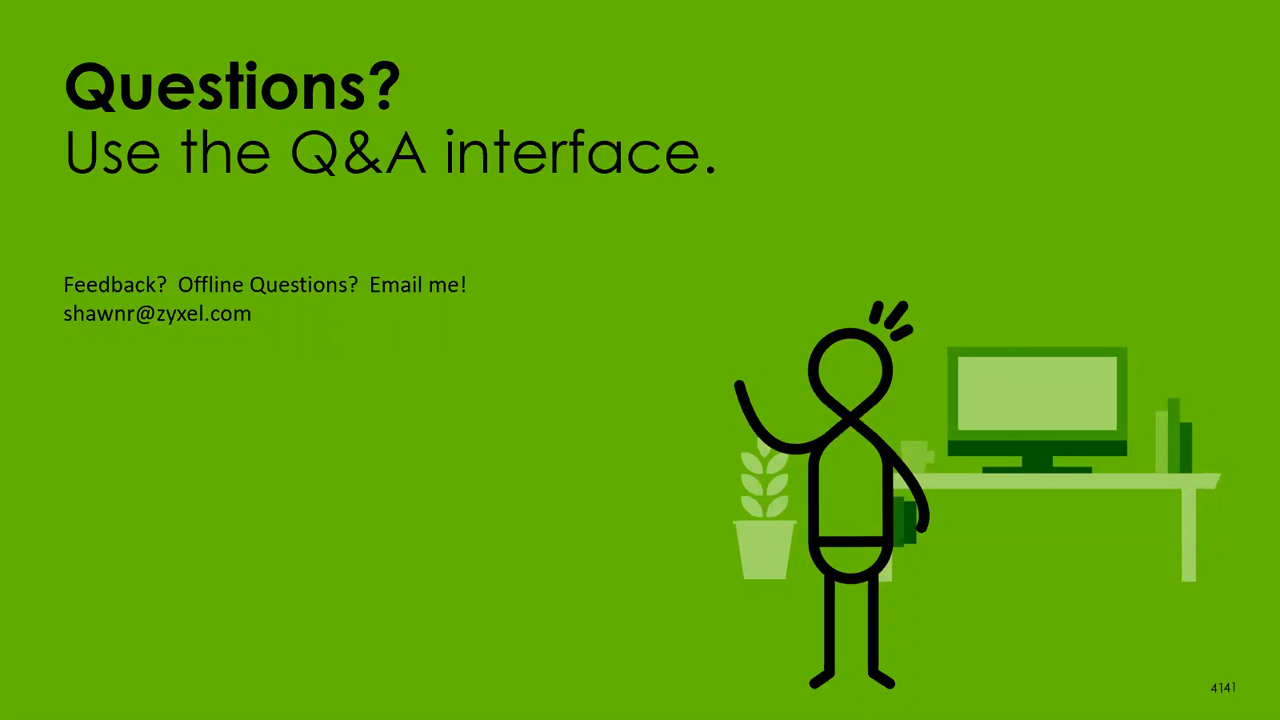 Questions?
Use the Q&A interface.
Feedback?  Offline Questions?  Email me!
shawnr@zyxel.com
4141